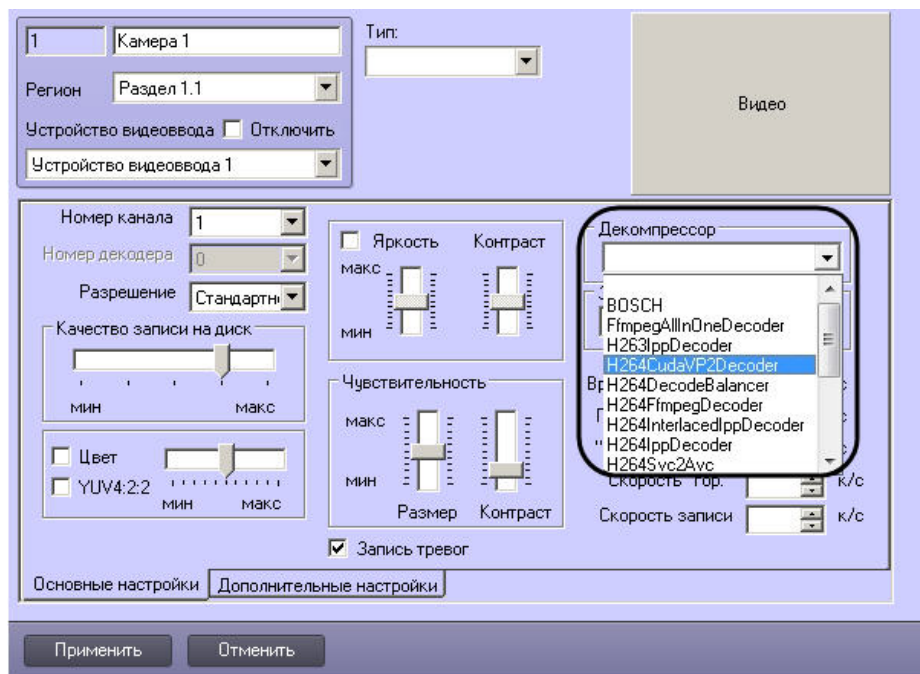 1
Камера 1
Тип:
Регион
Раздел 1.1
Устройство видеоввода
Отключить
Устройство видеоввода 1
Видео
Номер канала
1
Номер декодера
0
Разрешение
Стандартн
Качество записи на диск
мин макс
Цвет
YUV4:2:2
мин макс
Яркость Контраст
макс
мин
Чувствительность
макс
мин
Размер Контраст
Запись тревог
Декомпрессор
BOSCH
FfmpegAllInOneDecoder
H263IppDecoder
H264CudaVP2Decoder
H264DecodeBalancer
H264FfmpegDecoder
H264InterlacedIppDecoder
H264IppDecoder
H264Svc2Avc
к/с
Скорость записи к/с
Основные настройки
Дополнительные настройки
Применить
Отменить